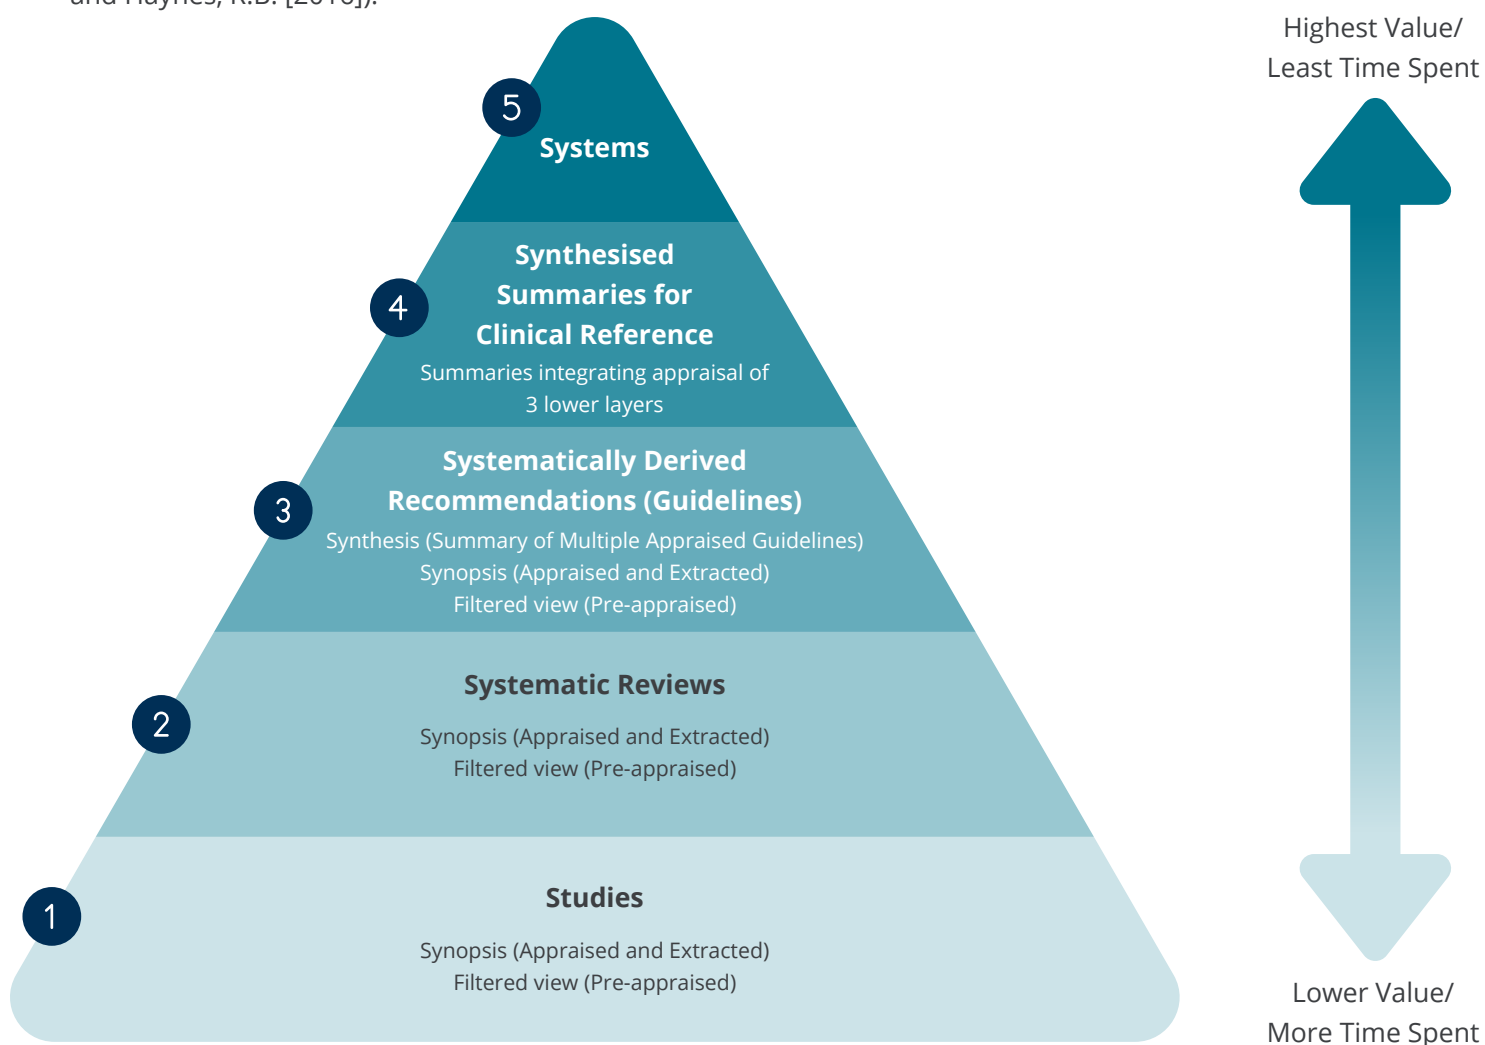 and Haynes, R.B. [2016]).
Highest Value/
Least Time Spent
5
Systems
4
Synthesised
Summaries for
Clinical Reference
Summaries integrating appraisal of
3 lower layers
3
Systematically Derived
Recommendations (Guidelines)
Synthesis (Summary of Multiple Appraised Guidelines)
Synopsis (Appraised and Extracted)
Filtered view (Pre-appraised)
2
Systematic Reviews
Synopsis (Appraised and Extracted)
Filtered view (Pre-appraised)
1
Studies
Synopsis (Appraised and Extracted)
Filtered view (Pre-appraised)
Lower Value/
More Time Spent